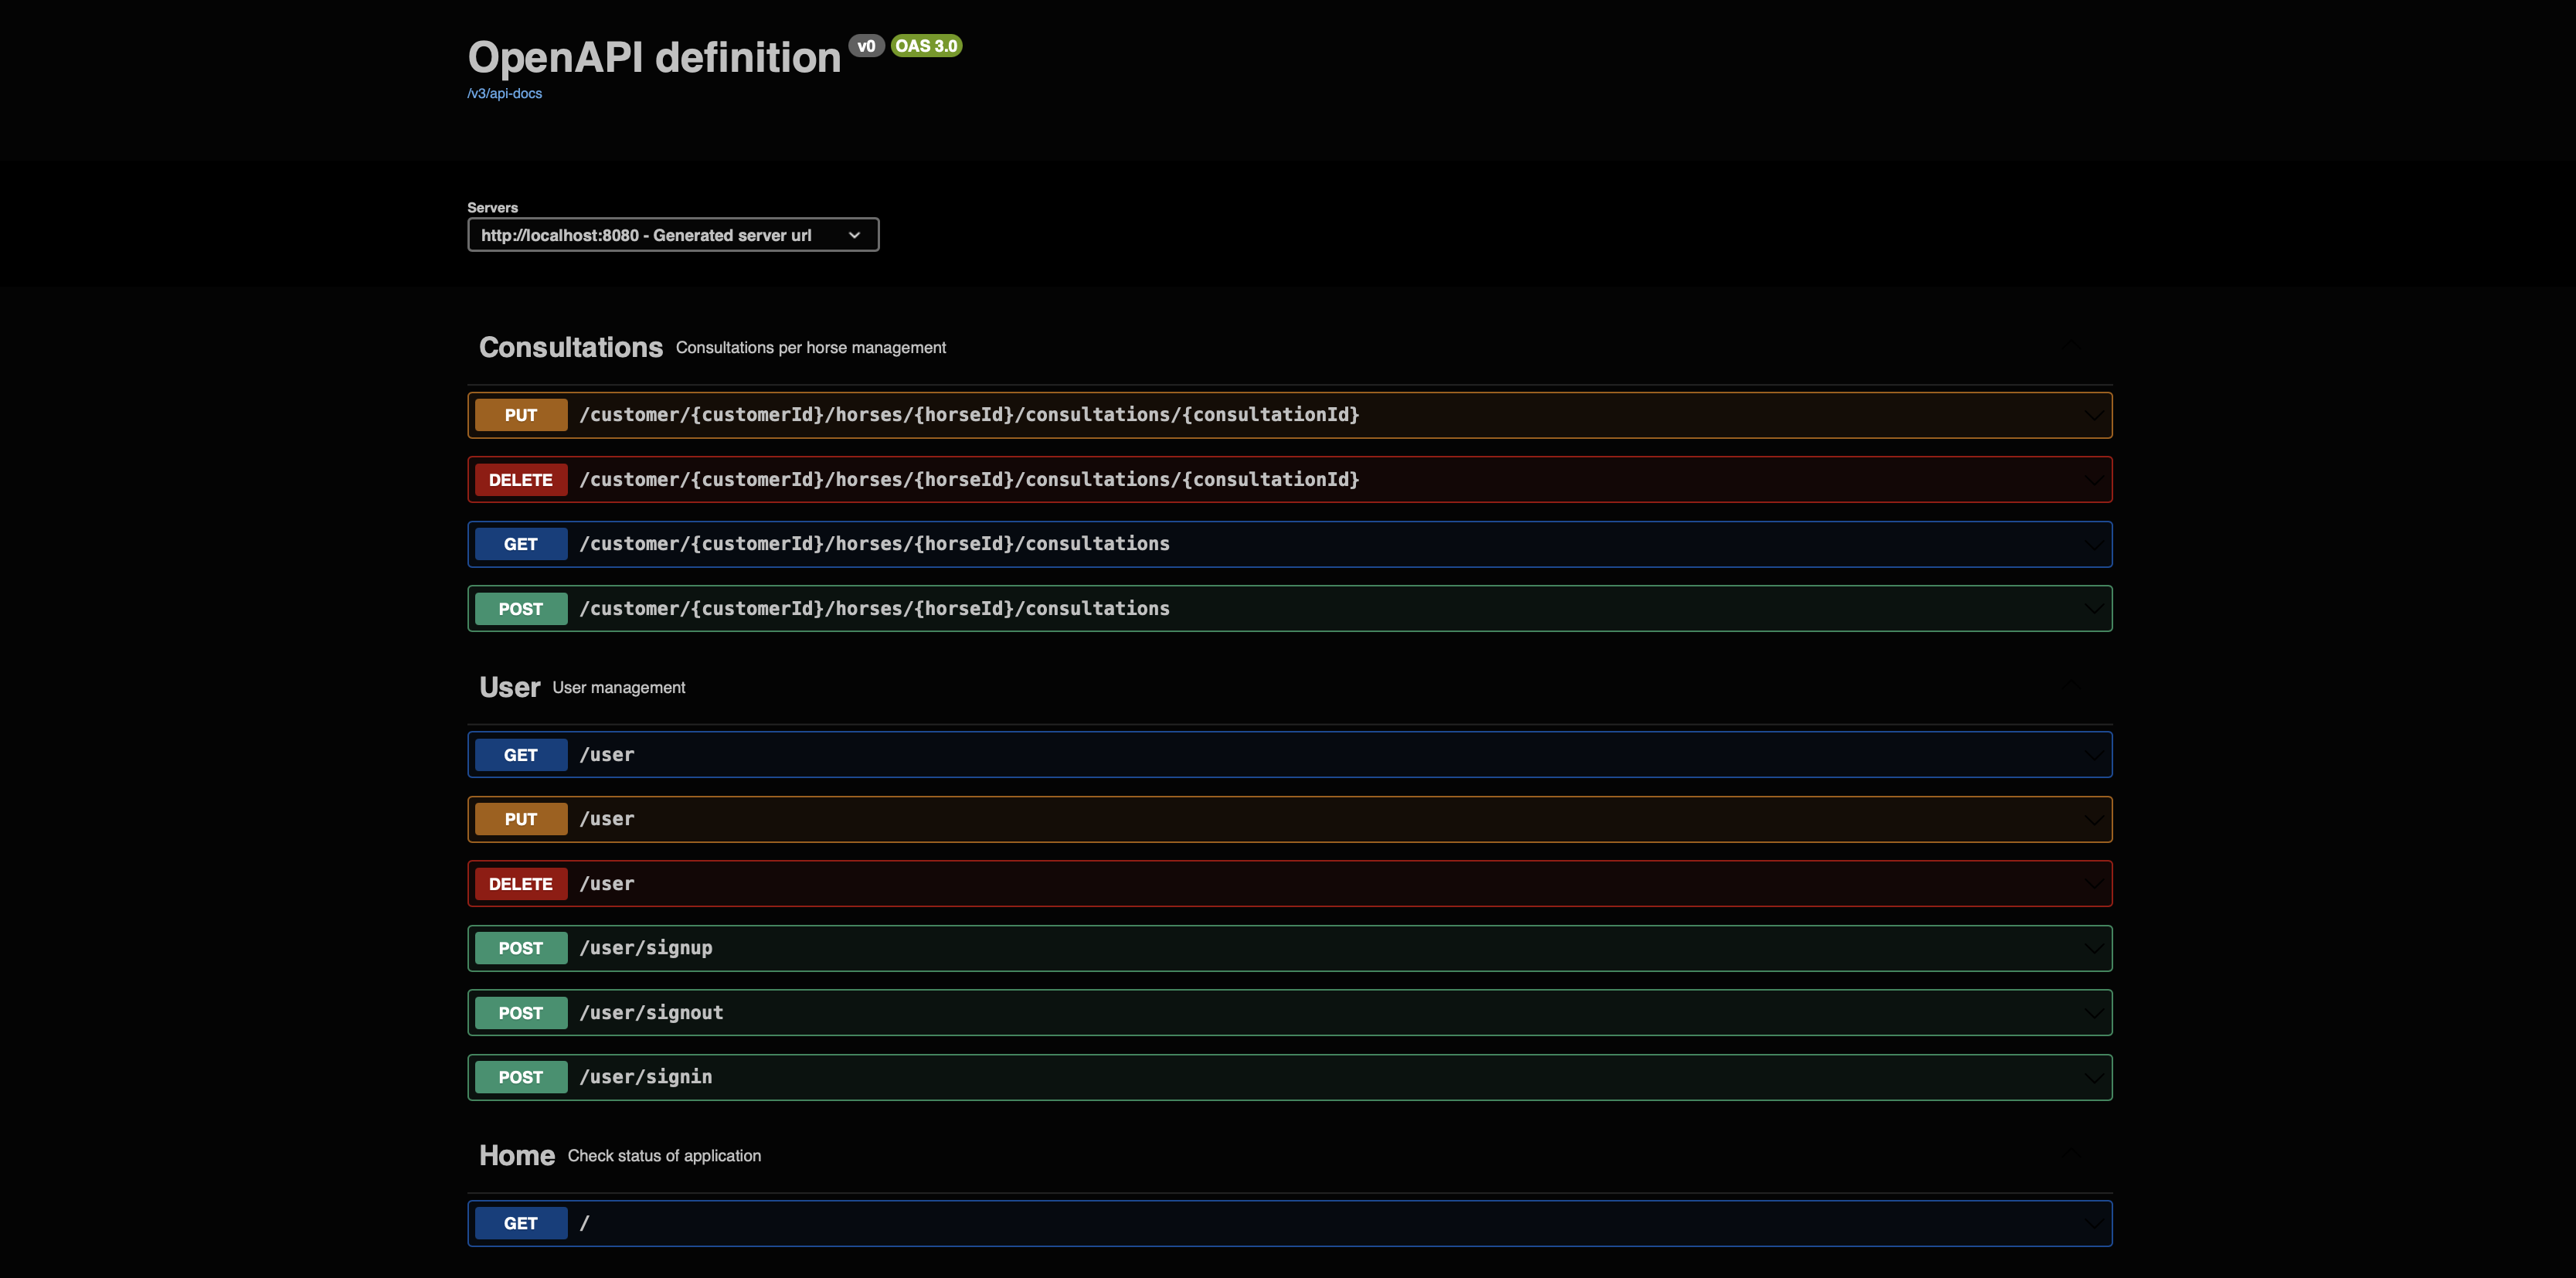 OpenAPI definition v0 OAS 3.0
/v3/api-docs
Servers
http://localhost:8080 - Generated server url
Consultations Consultations per horse management
PUT /customer/{customerId}/horses/{horseId}/consultations/{consultationId}
DELETE /customer/{customerId}/horses/{horseId}/consultations/{consultationId}
GET /customer/{customerId}/horses/{horseId}/consultations
POST /customer/{customerId}/horses/{horseId}/consultations
User User management
GET /user
PUT /user
DELETE /user
POST /user/signup
POST /user/signout
POST /user/signin
Home Check status of application
GET /